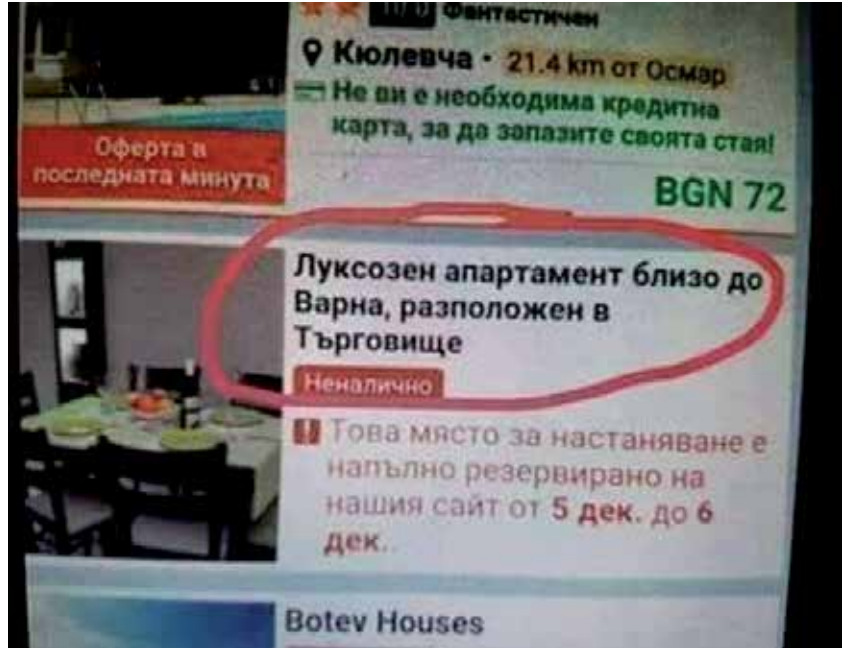 Фантастичен
Кюлевча · 21.4 km от Осмар
Не ви е необходима кредитна
карта, за да запазите своята стая!
Оферта в
последната минута
BGN 72
Луксозен апартамент близо до
Варна, разположен в
Търговище
Неналично
Това място за настаняване е
напълно резервирано на
нашия сайт от 5 дек. до 6
дек.
Botev Houses